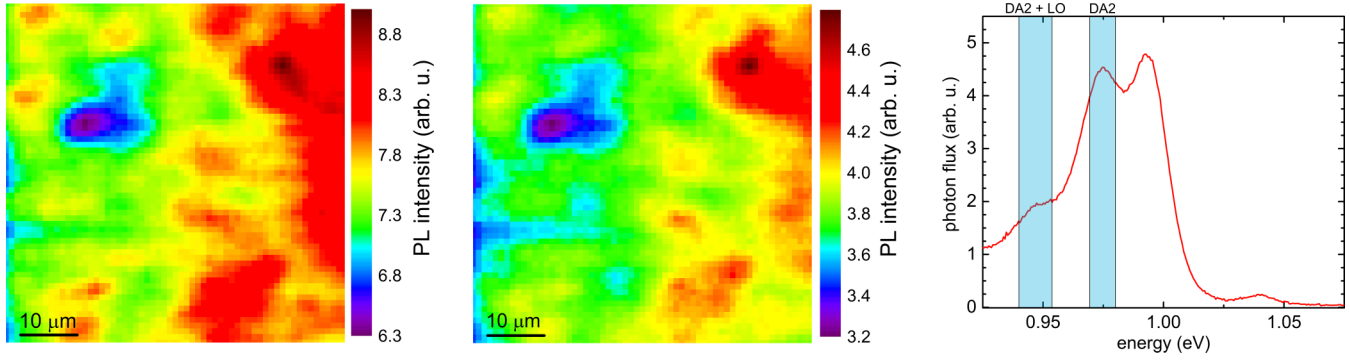 8.8
8.3
7.8
7.3
6.8
6.3
PL intensity (arb. u.)
10 μm
4.6
4.4
4.2
4.0
3.8
3.6
3.4
3.2
PL intensity (arb. u.)
10 μm
DA2 + LO
DA2
5
4
3
2
1
0
photon flux (arb. u.)
0.95
1.00
1.05
energy (eV)